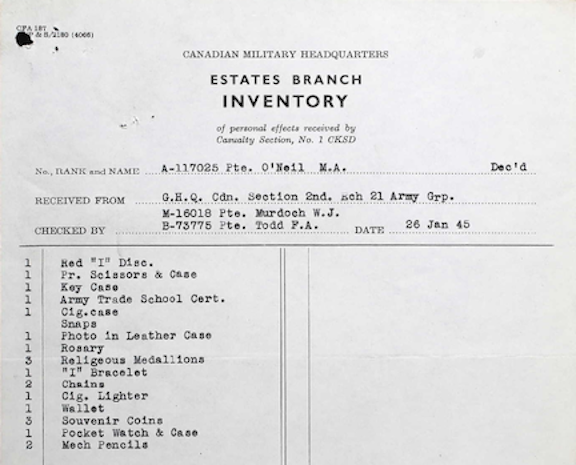 CFA 187
P & S/2180 (4066)
CANADIAN MILITARY HEADQUARTERS
ESTATES BRANCH
INVENTORY
of personal effects received by
Casualty Section, No. 1 CKSD
No., RANK and NAME A-117025 Pte. O'Neil M.A. Dec'd
RECEIVED FROM G.H.Q. Cdn. Section 2nd. Ech 21 Army Grp.
M-16018 Pte. Murdoch W.J.
CHECKED BY B-73775 Pte. Todd F.A. DATE 26 Jan 45
1 Red "I" Disc.
1 Pr. Scissors & Case
1 Key Case
1 Army Trade School Cert.
1 Cig.case
Snaps
1 Photo in Leather Case
1 Rosary
3 Religeous Medallions
1 "I" Bracelet
2 Chains
1 Cig. Lighter
1 Wallet
3 Souvenir Coins
1 Pocket Watch & Case
2 Mech Pencils